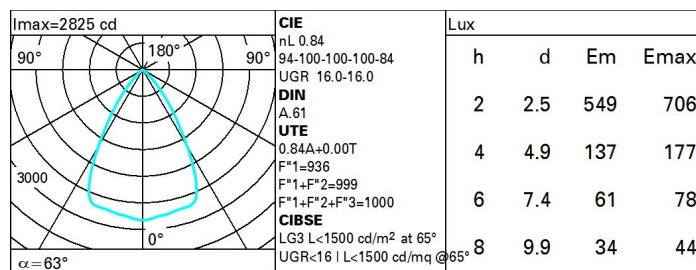 Imax=2825 cd
90° 180° 90°
3000
0°
α=63°
CIE
nL 0.84
94-100-100-100-84
UGR 16.0-16.0
DIN
A.61
UTE
0.84A+0.00T
F"1=936
F"1+F"2=999
F"1+F"2+F"3=1000
CIBSE
LG3 L<1500 cd/m² at 65°
UGR<16 | L<1500 cd/mq @65°
Lux
h d Em Emax
2 2.5 549 706
4 4.9 137 177
6 7.4 61 78
8 9.9 34 44